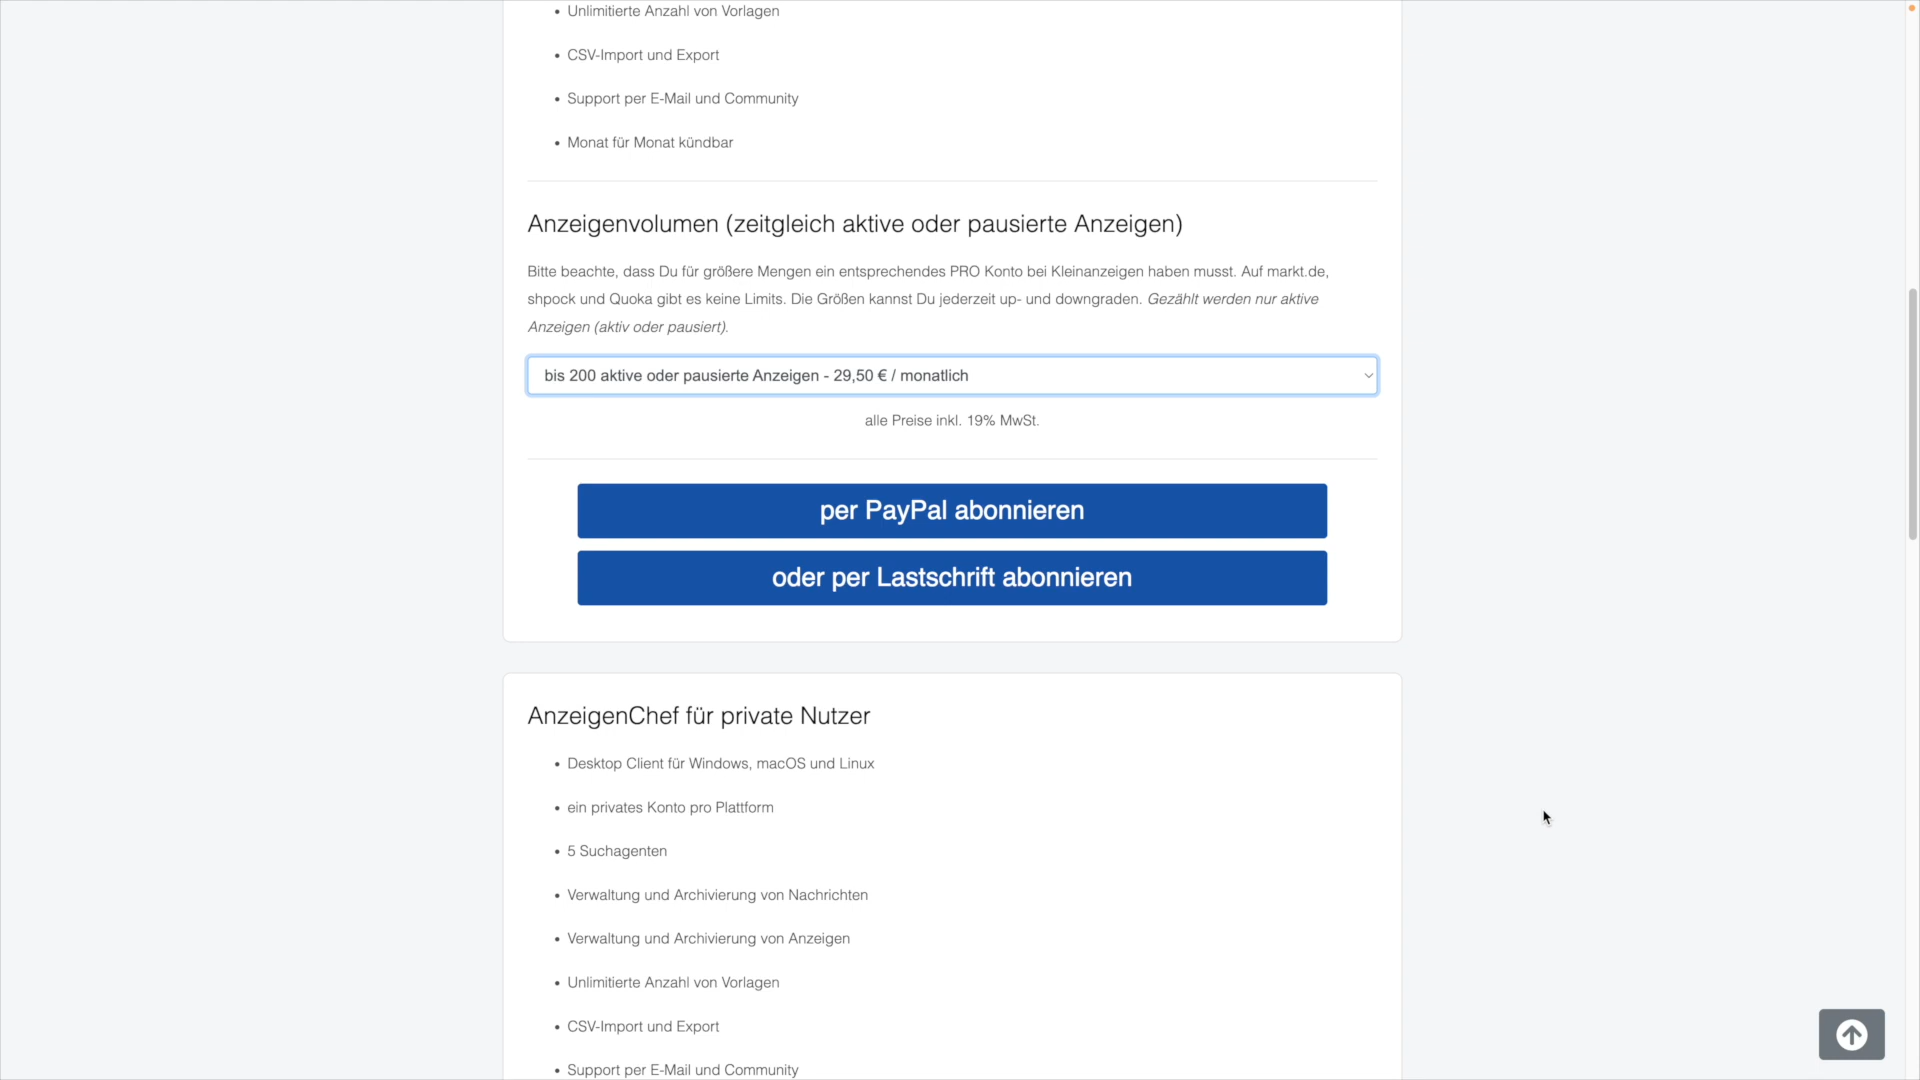 Unlimitierte Anzahl von Vorlagen
CSV-Import und Export
Support per E-Mail und Community
Monat für Monat kündbar
Anzeigenvolumen (zeitgleich aktive oder pausierte Anzeigen)
Bitte beachte, dass Du für größere Mengen ein entsprechendes PRO Konto bei Kleinanzeigen haben musst. Auf markt.de,
shpock und Quoka gibt es keine Limits. Die Größen kannst Du jederzeit up- und downgraden. Gezählt werden nur aktive
Anzeigen (aktiv oder pausiert).
bis 200 aktive oder pausierte Anzeigen - 29,50 € / monatlich
alle Preise inkl. 19% MwSt.
per PayPal abonnieren
oder per Lastschrift abonnieren
AnzeigenChef für private Nutzer
Desktop Client für Windows, macOS und Linux
ein privates Konto pro Plattform
5 Suchagenten
Verwaltung und Archivierung von Nachrichten
Verwaltung und Archivierung von Anzeigen
Unlimitierte Anzahl von Vorlagen
CSV-Import und Export
Support per E-Mail und Community